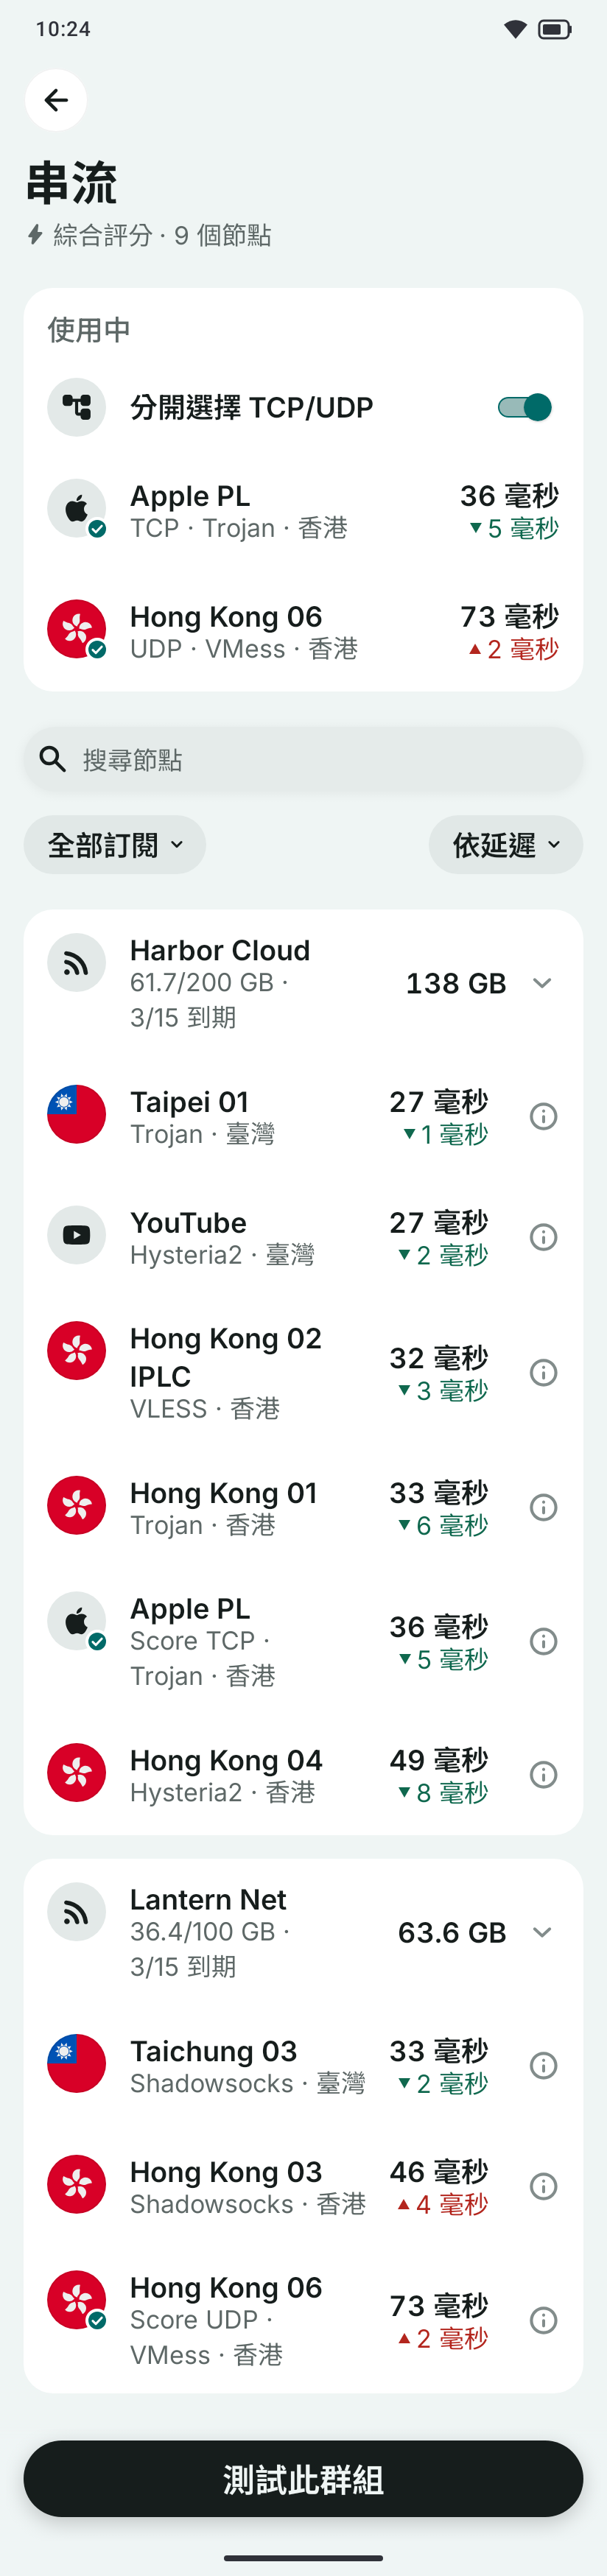 10:24
串流
綜合評分 · 9 個節點
使用中
分開選擇 TCP/UDP
Apple PL
36 毫秒
TCP · Trojan · 香港
▼5 毫秒
Hong Kong 06
73 毫秒
UDP · VMess · 香港
▲2 毫秒
搜尋節點
全部訂閱
依延遲
Harbor Cloud
61.7/200 GB ·
3/15 到期
138 GB
Taipei 01
27 毫秒
Trojan · 臺灣
▼1 毫秒
YouTube
27 毫秒
Hysteria2 · 臺灣
▼2 毫秒
Hong Kong 02
IPLC
32 毫秒
VLESS · 香港
▼3 毫秒
Hong Kong 01
33 毫秒
Trojan · 香港
▼6 毫秒
Apple PL
36 毫秒
Score TCP ·
Trojan · 香港
▼5 毫秒
Hong Kong 04
49 毫秒
Hysteria2 · 香港
▼8 毫秒
Lantern Net
36.4/100 GB ·
3/15 到期
63.6 GB
Taichung 03
33 毫秒
Shadowsocks · 臺灣
▼2 毫秒
Hong Kong 03
46 毫秒
Shadowsocks · 香港
▲4 毫秒
Hong Kong 06
73 毫秒
Score UDP ·
VMess · 香港
▲2 毫秒
測試此群組